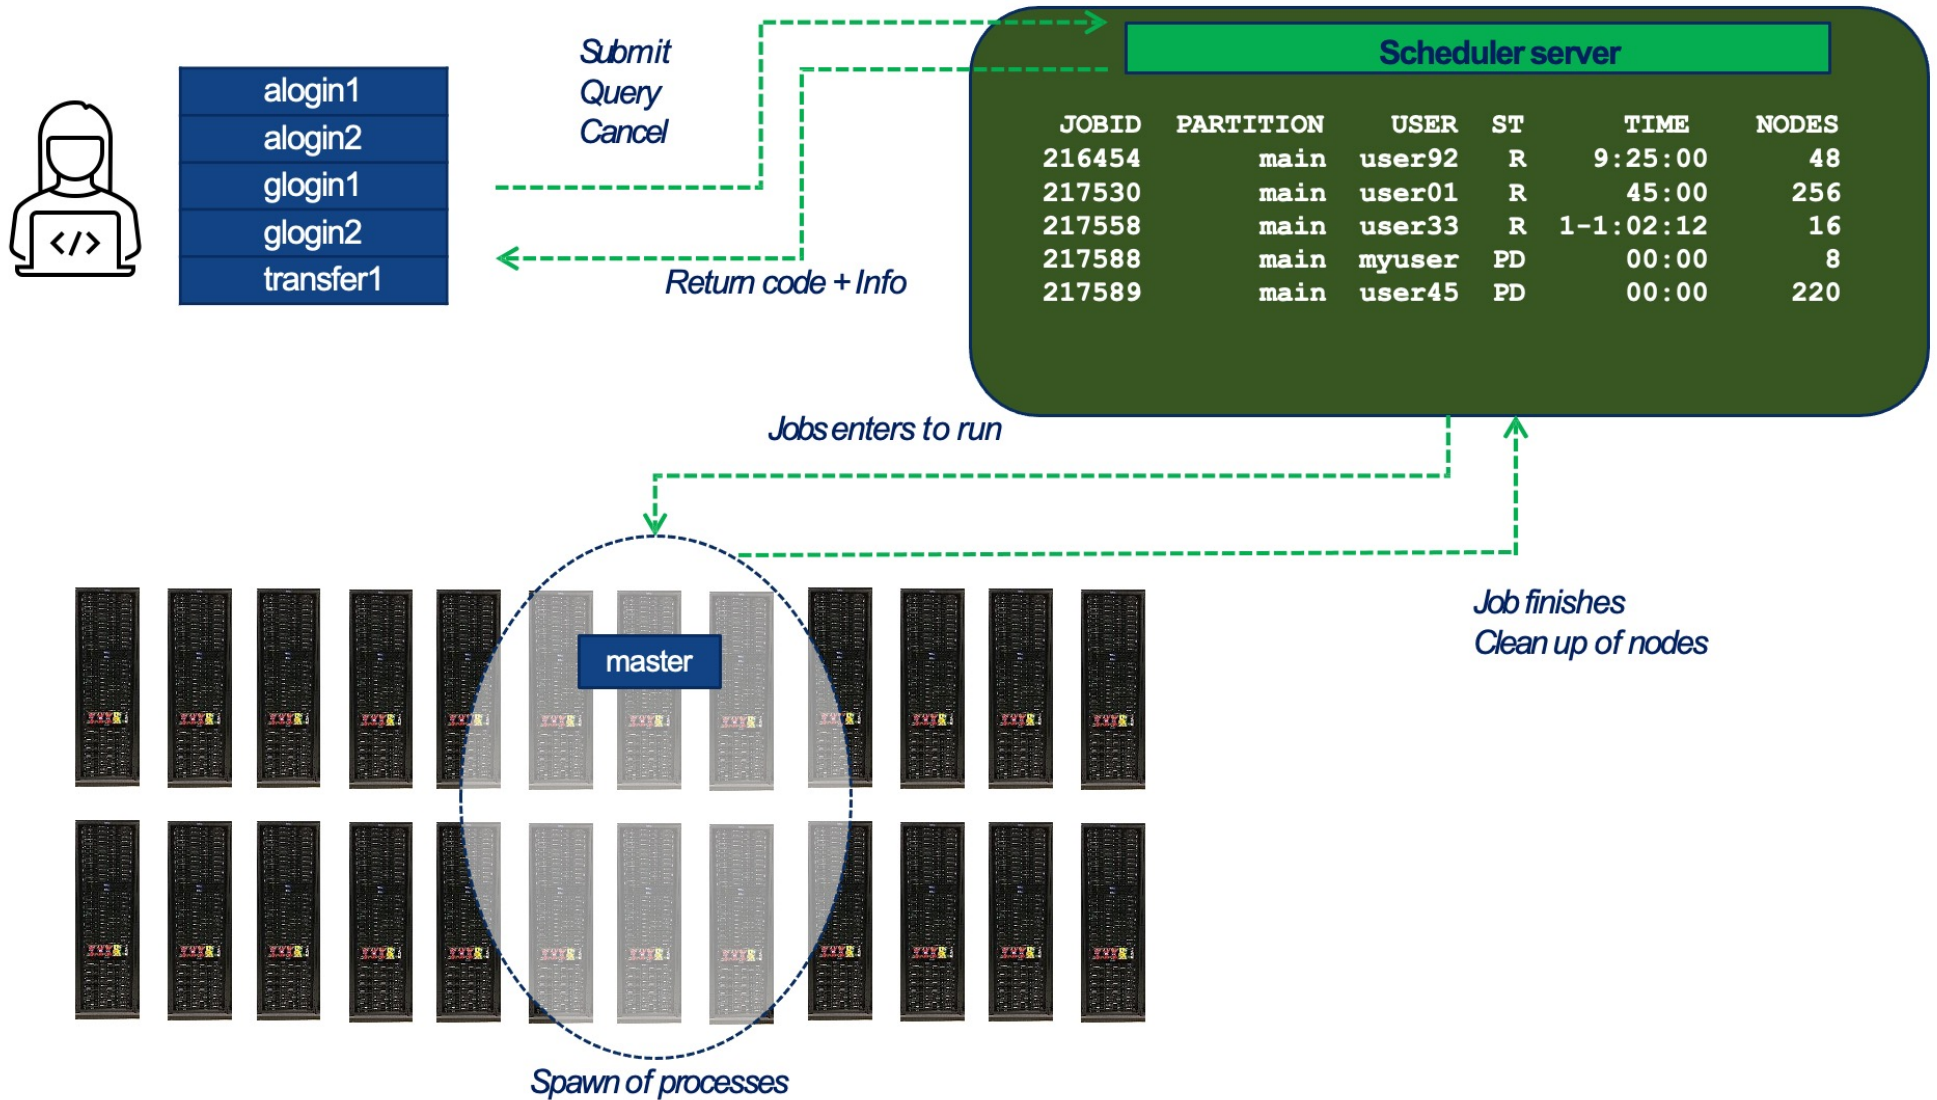 alogin1
alogin2
glogin1
glogin2
transfer1
</>
Submit
Query
Cancel
Return code + Info
Scheduler server
JOBID PARTITION USER ST TIME NODES
216454 main user92 R 9:25:00 48
217530 main user01 R 45:00 256
217558 main user33 R 1-1:02:12 16
217588 main myuser PD 00:00 8
217589 main user45 PD 00:00 220
Jobs enters to run
Job finishes
Clean up of nodes
master
Spawn of processes